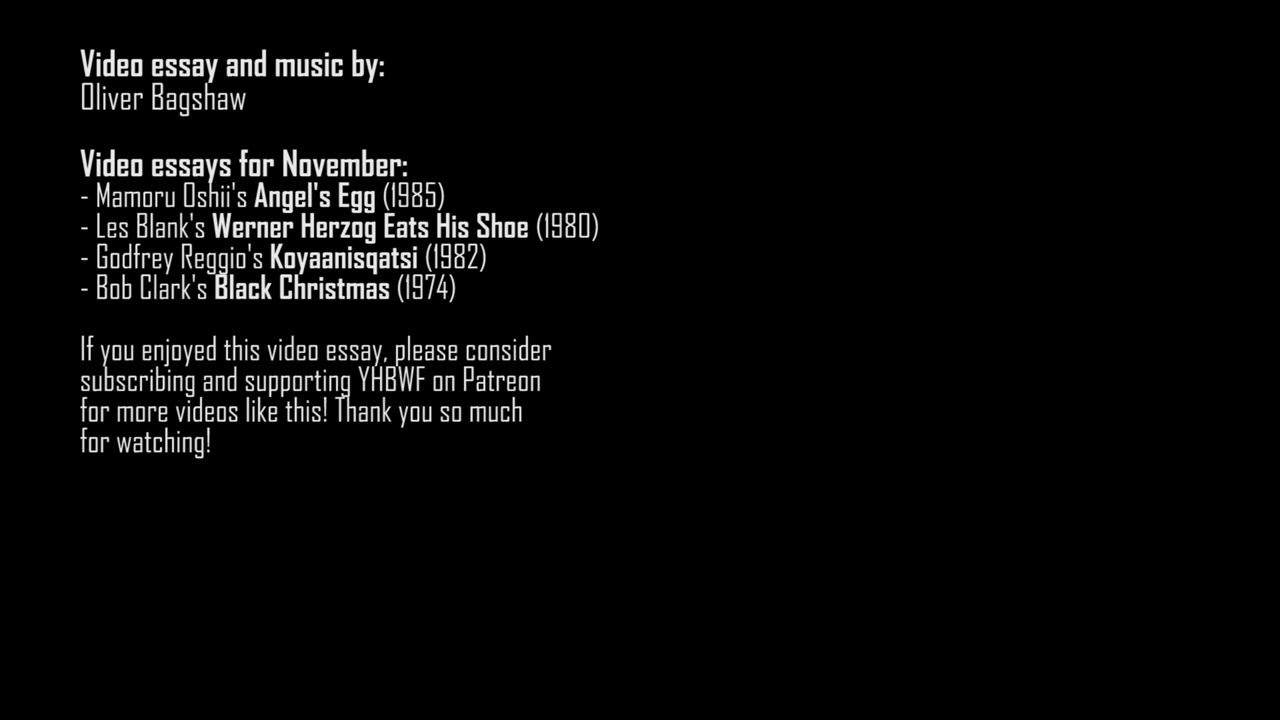 Video essay and music by:
Oliver Bagshaw
Video essays for November:
- Mamoru Oshii's Angel's Egg (1985)
- Les Blank's Werner Herzog Eats His Shoe (1980)
- Godfrey Reggio's Koyaanisqatsi (1982)
- Bob Clark's Black Christmas (1974)
If you enjoyed this video essay, please consider
subscribing and supporting YHBWF on Patreon
for more videos like this! Thank you so much
for watching!